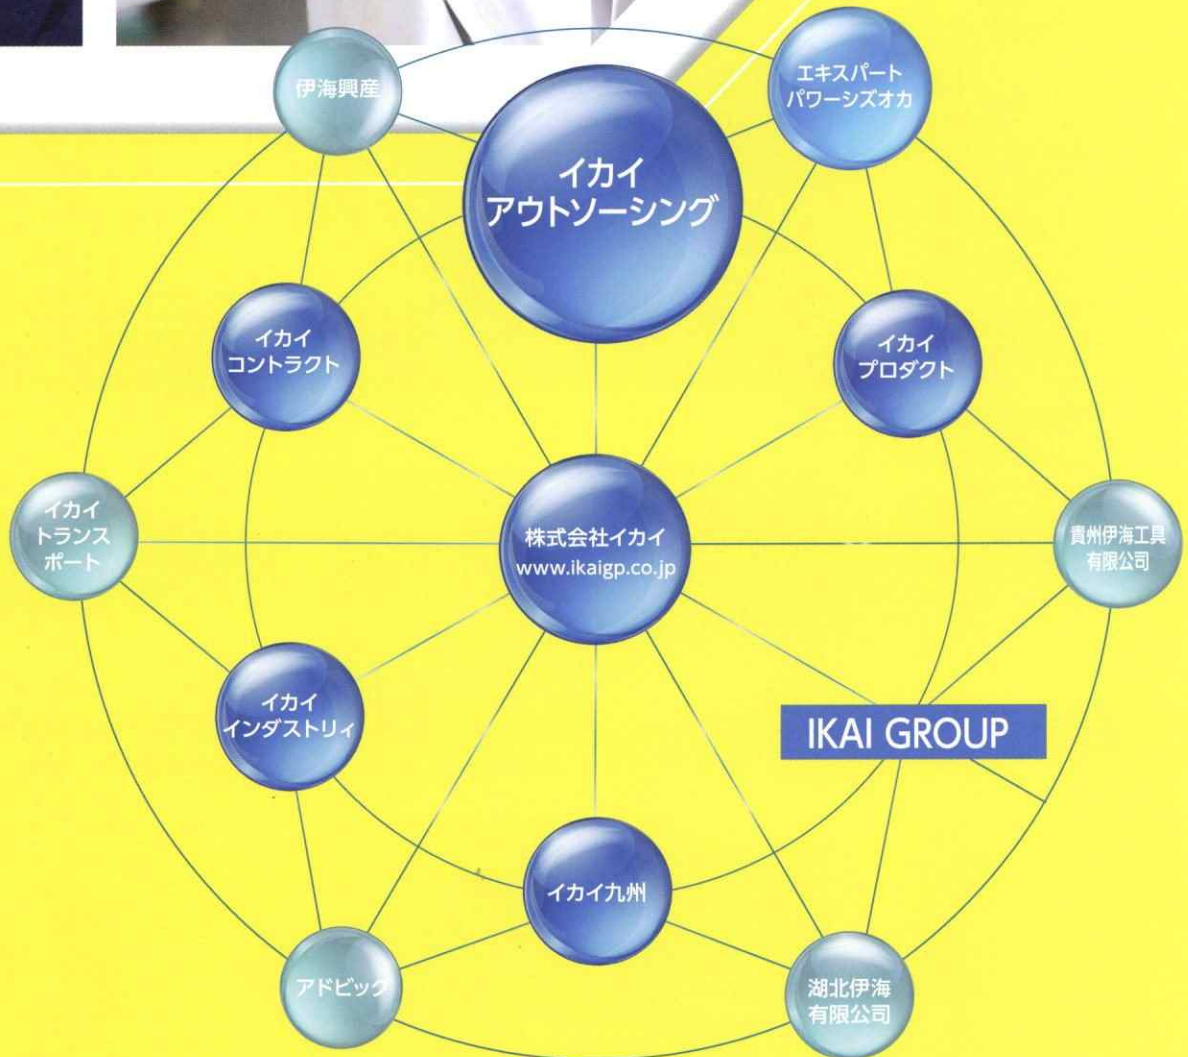 伊海興産
エキスパート
パワーシズオカ
イカイ
アウトソーシング
イカイ
コントラクト
イカイ
プロダクト
イカイ
トランス
ポート
株式会社イカイ
www.ikaigp.co.jp
貴州伊海工具
有限公司
イカイ
インダストリィ
IKAI GROUP
イカイ九州
アドビック
湖北伊海
有限公司